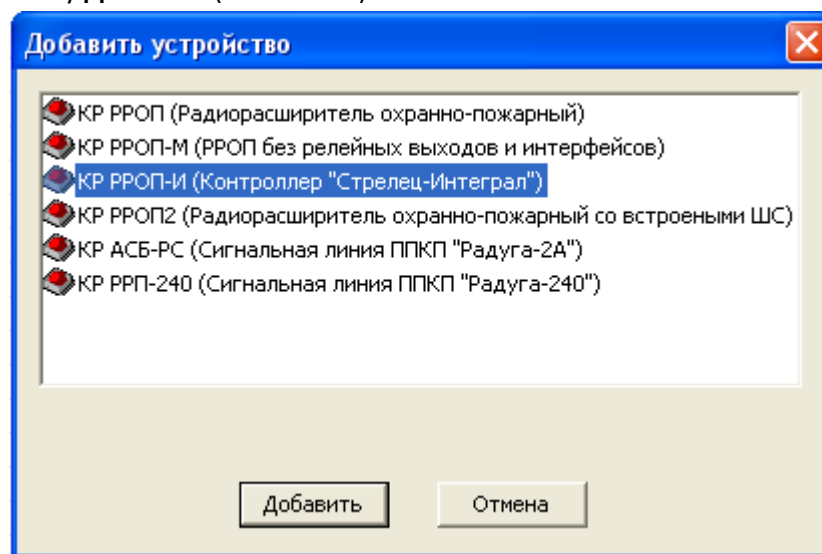 Добавить устройство
КР РРОП (Радиорасширитель охранно-пожарный)
КР РРОП-М (РРОП без релейных выходов и интерфейсов)
КР РРОП-И (Контроллер "Стрелец-Интеграл")
КР РРОП2 (Радиорасширитель охранно-пожарный со встроеными ШС)
КР АСБ-РС (Сигнальная линия ППКП "Радуга-2А")
КР РРП-240 (Сигнальная линия ППКП "Радуга-240")
Добавить Отмена